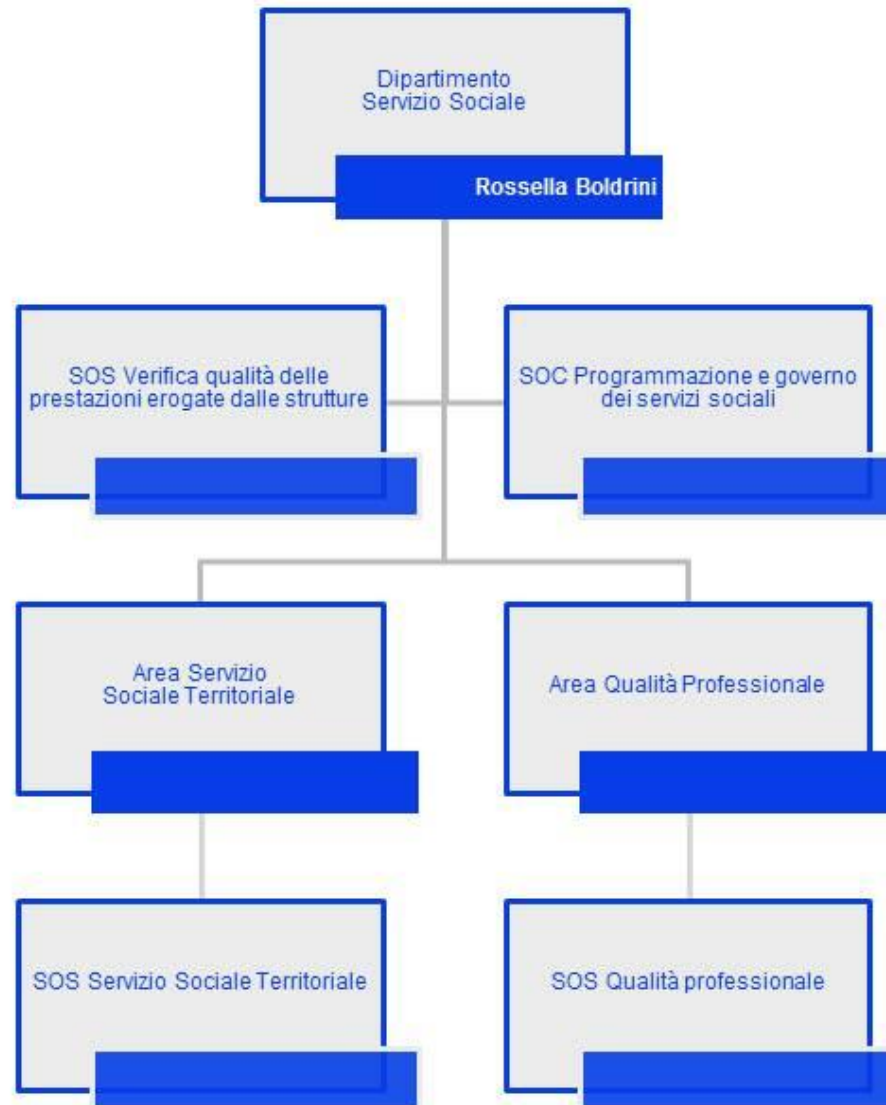 Dipartimento
Servizio Sociale
Rossella Boldrini
SOS Verifica qualità delle
prestazioni erogate dalle strutture
SOC Programmazione e governo
dei servizi sociali
Area Servizio
Sociale Territoriale
Area Qualità Professionale
SOS Servizio Sociale Territoriale
SOS Qualità professionale